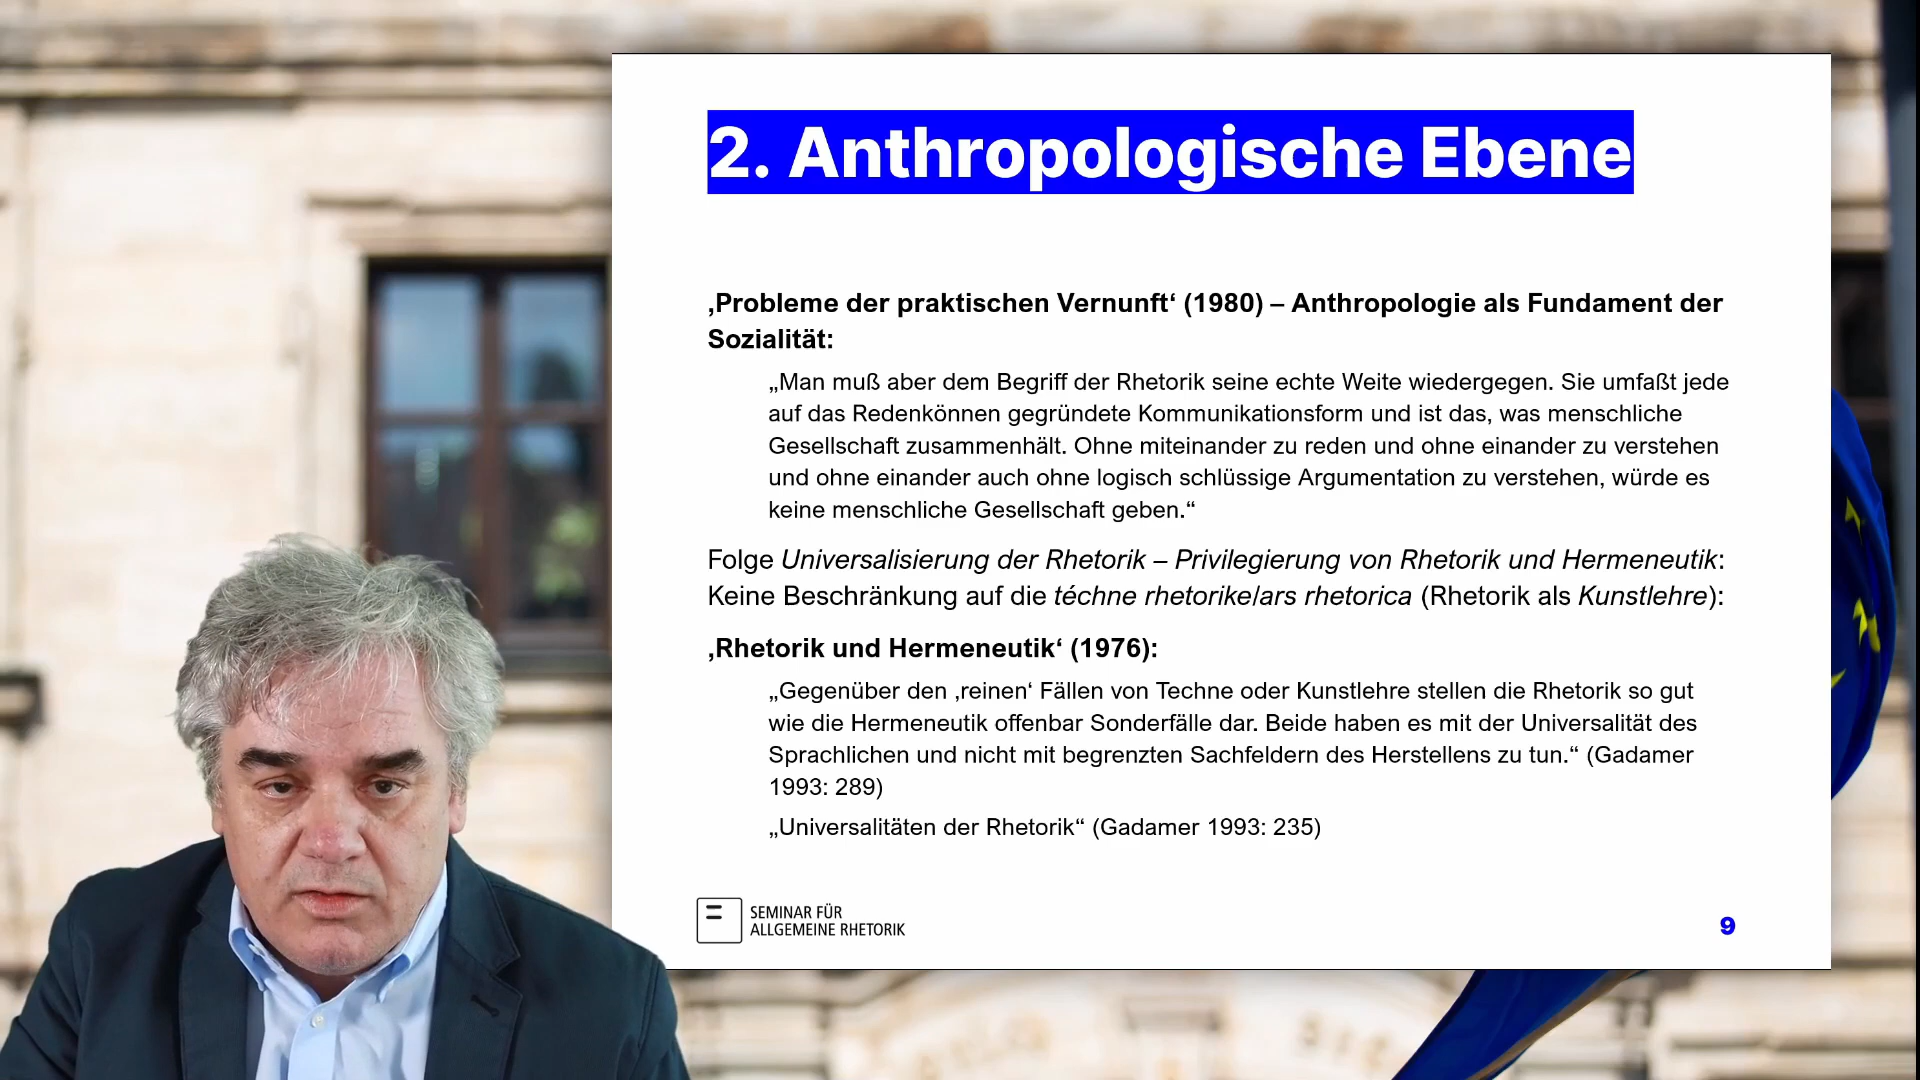 2. Anthropologische Ebene
‚Probleme der praktischen Vernunft‘ (1980) – Anthropologie als Fundament der
Sozialität:
„Man muß aber dem Begriff der Rhetorik seine echte Weite wiedergegen. Sie umfaßt jede
auf das Redenkönnen gegründete Kommunikationsform und ist das, was menschliche
Gesellschaft zusammenhält. Ohne miteinander zu reden und ohne einander zu verstehen
und ohne einander auch ohne logisch schlüssige Argumentation zu verstehen, würde es
keine menschliche Gesellschaft geben.“
Folge Universalisierung der Rhetorik – Privilegierung von Rhetorik und Hermeneutik:
Keine Beschränkung auf die téchne rhetorike/ars rhetorica (Rhetorik als Kunstlehre):
‚Rhetorik und Hermeneutik‘ (1976):
„Gegenüber den ‚reinen‘ Fällen von Techne oder Kunstlehre stellen die Rhetorik so gut
wie die Hermeneutik offenbar Sonderfälle dar. Beide haben es mit der Universalität des
Sprachlichen und nicht mit begrenzten Sachfeldern des Herstellens zu tun.“ (Gadamer
1993: 289)
„Universalitäten der Rhetorik“ (Gadamer 1993: 235)
SEMINAR FÜR
ALLGEMEINE RHETORIK
9